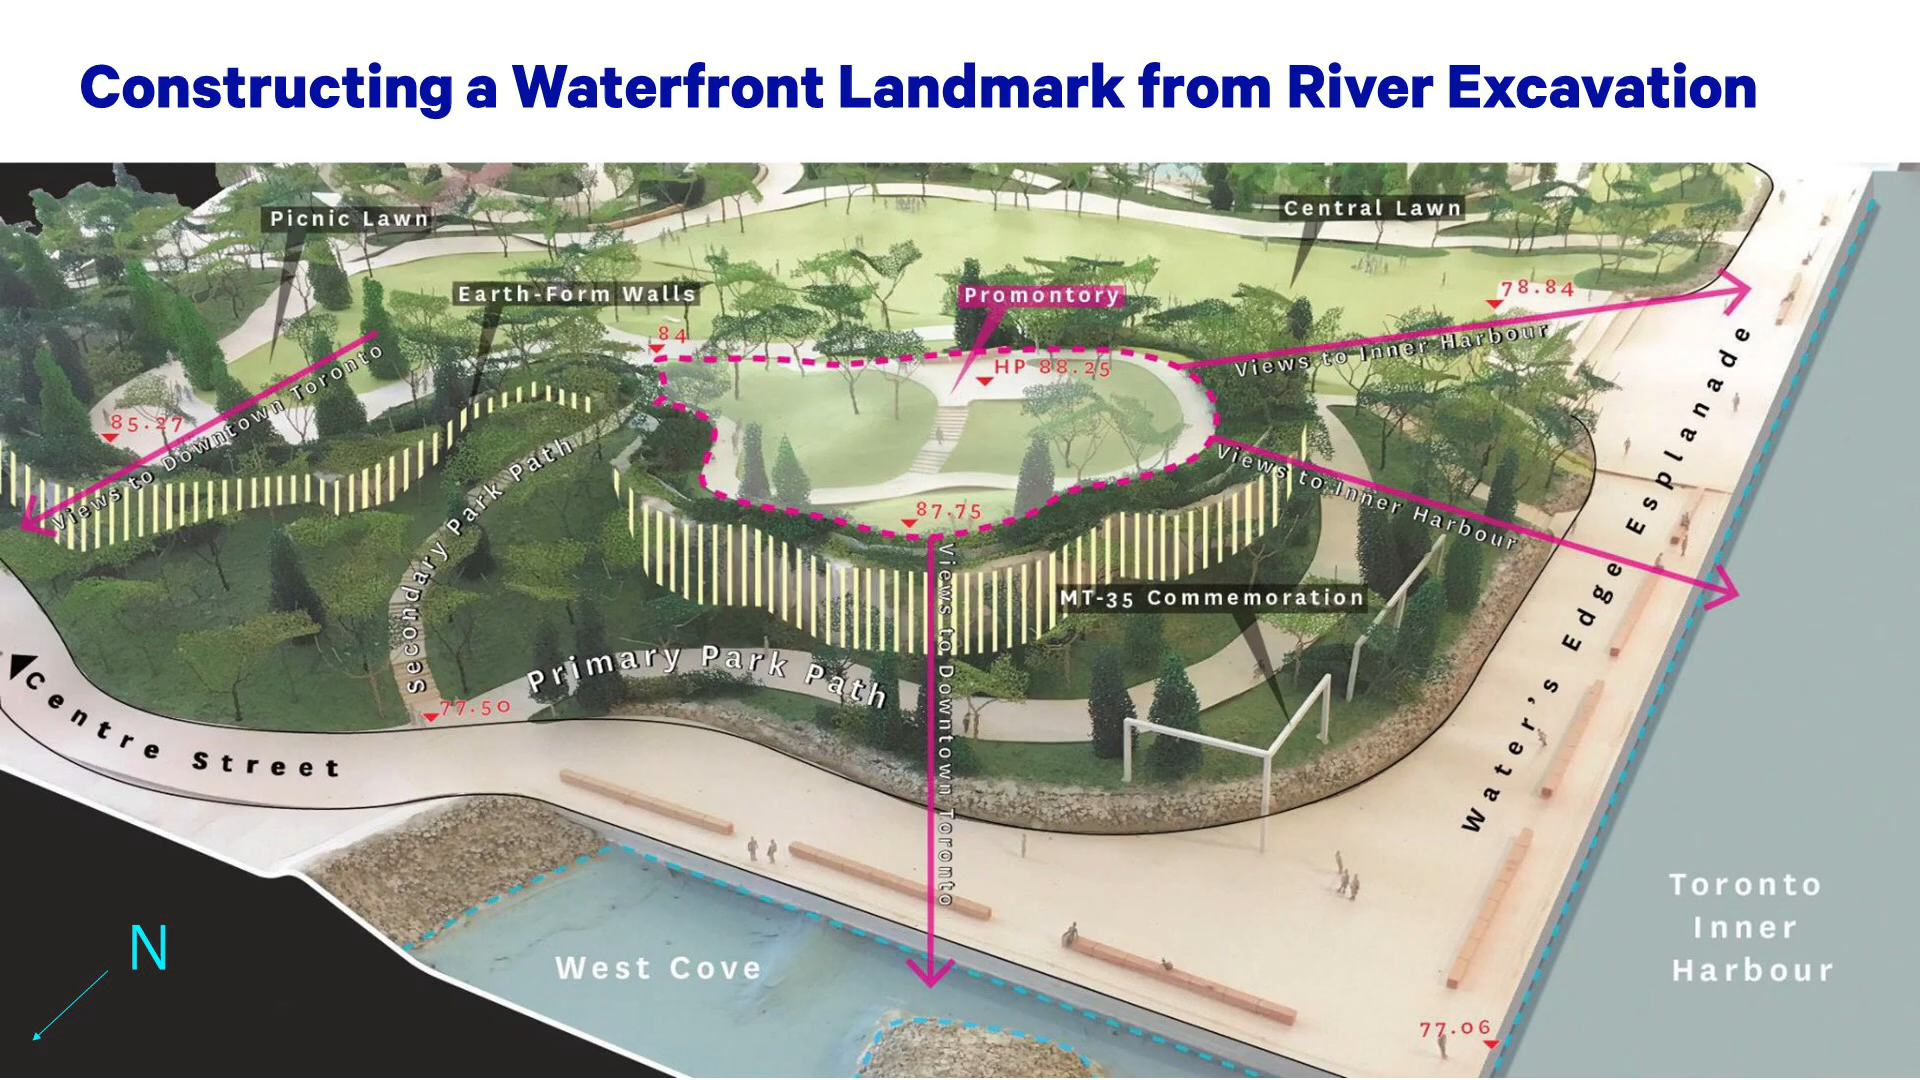 Constructing a Waterfront Landmark from River Excavation
Picnic Lawn
Central Lawn
Earth-Form Walls
Promontory
78.84
84
Views to Inner Harbour
HP 88.25
85.27
Views to Downtown Toronto
Secondary Park Path
Views to Inner Harbour
87.75
Water's Edge Esplanade
MT-35 Commemoration
Views to Downtown Toronto
Primary Park Path
77.50
Centre Street
Toronto
Inner
Harbour
West Cove
N
77.06